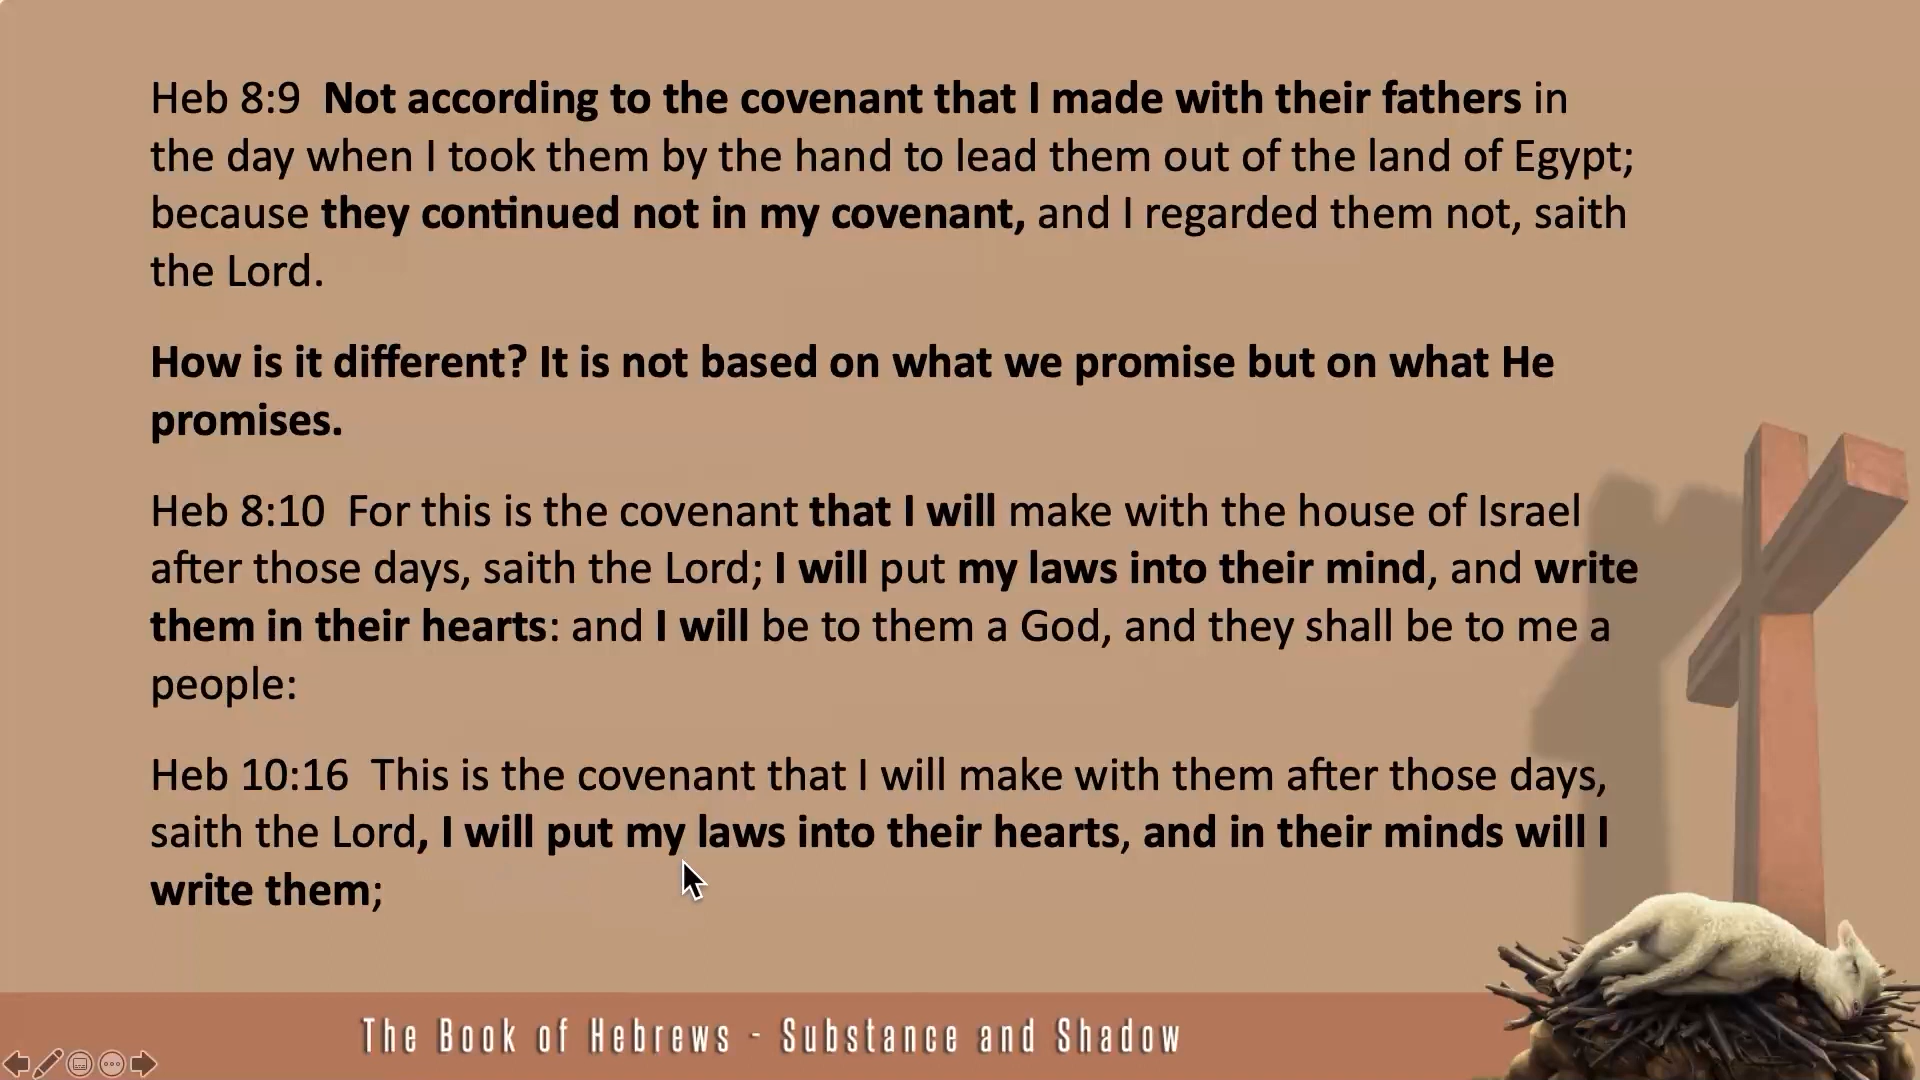 Heb 8:9  Not according to the covenant that I made with their fathers in
the day when I took them by the hand to lead them out of the land of Egypt;
because they continued not in my covenant, and I regarded them not, saith
the Lord.
How is it different? It is not based on what we promise but on what He
promises.
Heb 8:10  For this is the covenant that I will make with the house of Israel
after those days, saith the Lord; I will put my laws into their mind, and write
them in their hearts: and I will be to them a God, and they shall be to me a
people:
Heb 10:16  This is the covenant that I will make with them after those days,
saith the Lord, I will put my laws into their hearts, and in their minds will I
write them;
The Book of Hebrews - Substance and Shadow